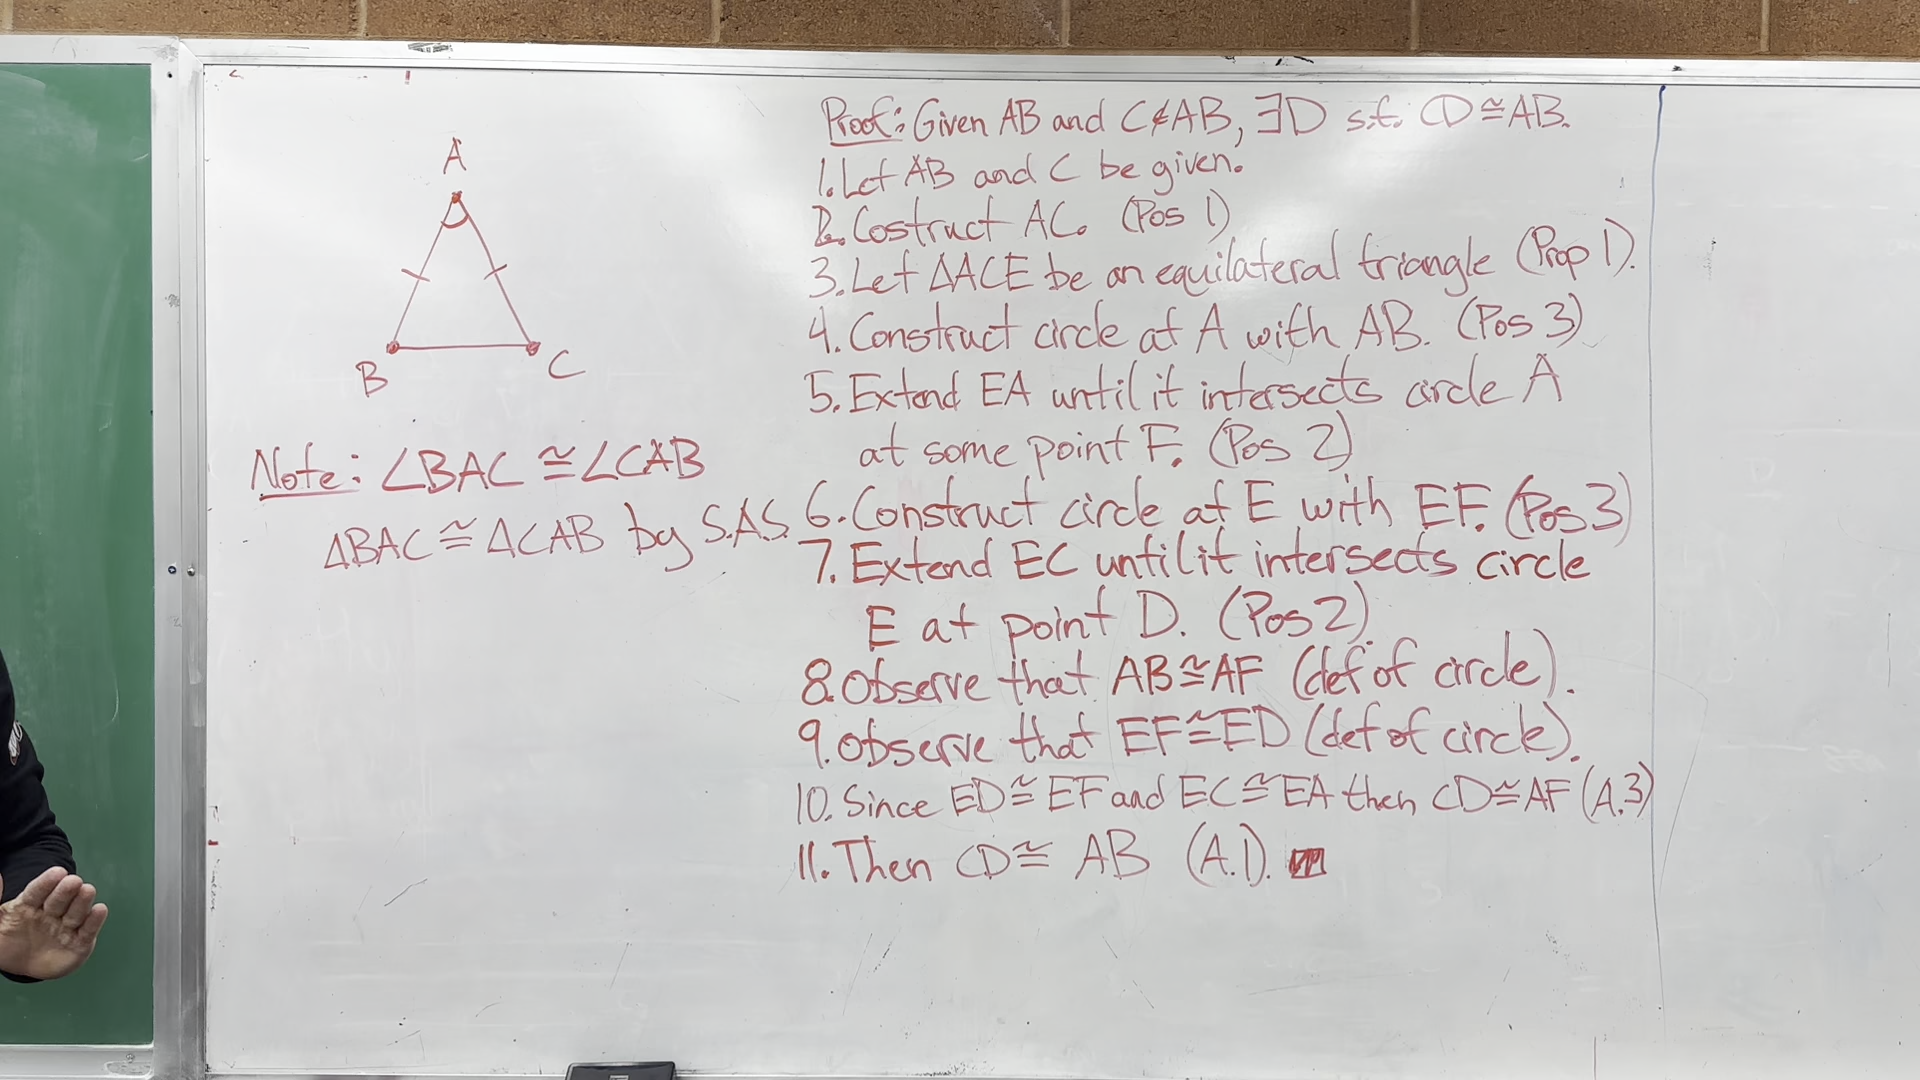 A
B
C
Note: ∠BAC ≅ ∠CAB
ΔBAC ≅ ΔCAB by S.A.S.
Proof: Given AB and C∉AB, ∃D s.t. CD≅AB.
1. Let AB and C be given.
2. Costruct AC. (Pos 1)
3. Let ΔACE be an equilateral triangle (Prop 1).
4. Construct circle at A with AB. (Pos 3)
5. Extend EA until it intersects circle A
at some point F. (Pos 2)
6. Construct circle at E with EF. (Pos 3)
7. Extend EC until it intersects circle
E at point D. (Pos 2).
8. Observe that AB≅AF (def of circle).
9. Observe that EF≅ED (def of circle).
10. Since ED≅EF and EC≅EA then CD≅AF (A.3)
11. Then CD≅ AB (A.1).